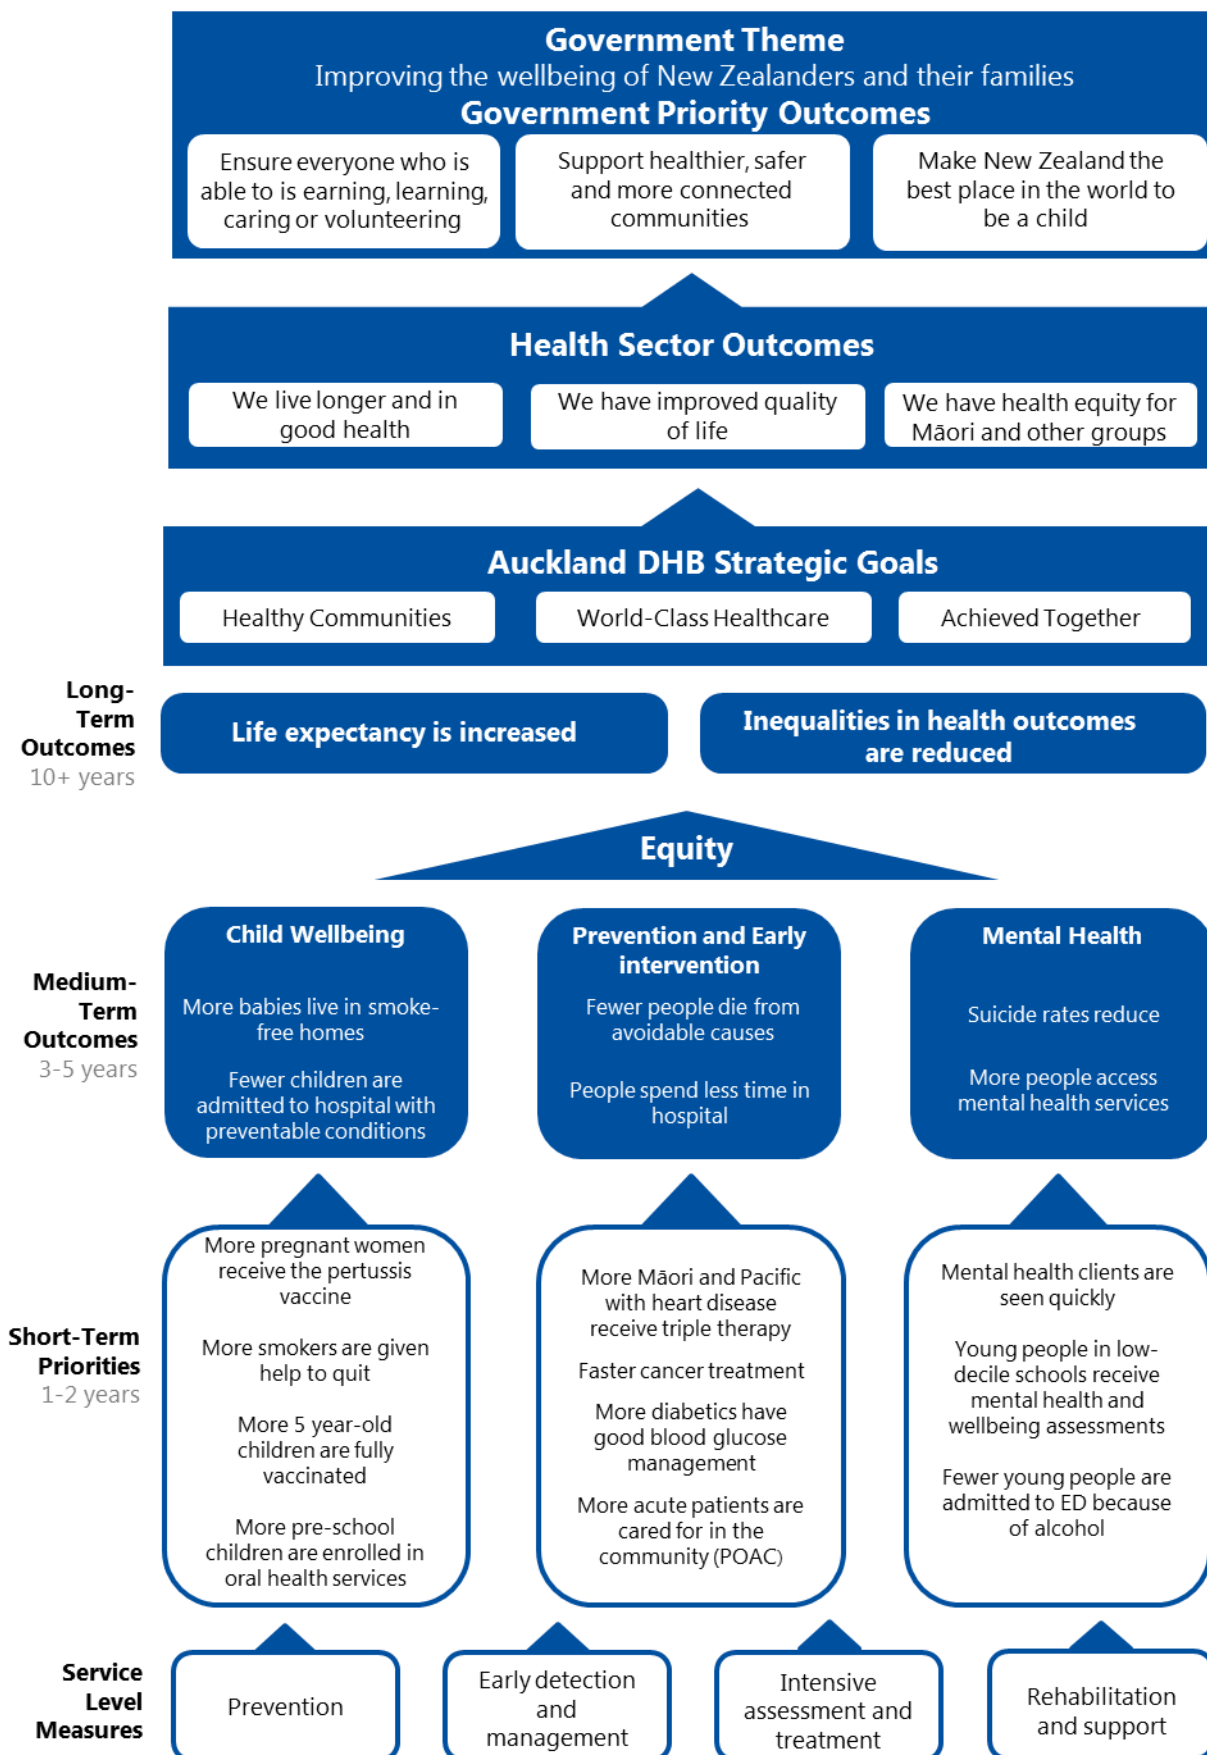 Government Theme
Improving the wellbeing of New Zealanders and their families
Government Priority Outcomes
Ensure everyone who is
able to is earning, learning,
caring or volunteering
Support healthier, safer
and more connected
communities
Make New Zealand the
best place in the world to
be a child
Health Sector Outcomes
We live longer and in
good health
We have improved quality
of life
We have health equity for
Māori and other groups
Auckland DHB Strategic Goals
Healthy Communities
World-Class Healthcare
Achieved Together
Long-
Term
Outcomes
10+ years
Life expectancy is increased
Inequalities in health outcomes
are reduced
Equity
Medium-
Term
Outcomes
3-5 years
Child Wellbeing
More babies live in smoke-
free homes
Fewer children are
admitted to hospital with
preventable conditions
Prevention and Early
intervention
Fewer people die from
avoidable causes
People spend less time in
hospital
Mental Health
Suicide rates reduce
More people access
mental health services
Short-Term
Priorities
1-2 years
More pregnant women
receive the pertussis
vaccine
More smokers are given
help to quit
More 5 year-old
children are fully
vaccinated
More pre-school
children are enrolled in
oral health services
More Māori and Pacific
with heart disease
receive triple therapy
Faster cancer treatment
More diabetics have
good blood glucose
management
More acute patients are
cared for in the
community (POAC)
Mental health clients are
seen quickly
Young people in low-
decile schools receive
mental health and
wellbeing assessments
Fewer young people are
admitted to ED because
of alcohol
Service
Level
Measures
Prevention
Early detection
and
management
Intensive
assessment and
treatment
Rehabilitation
and support